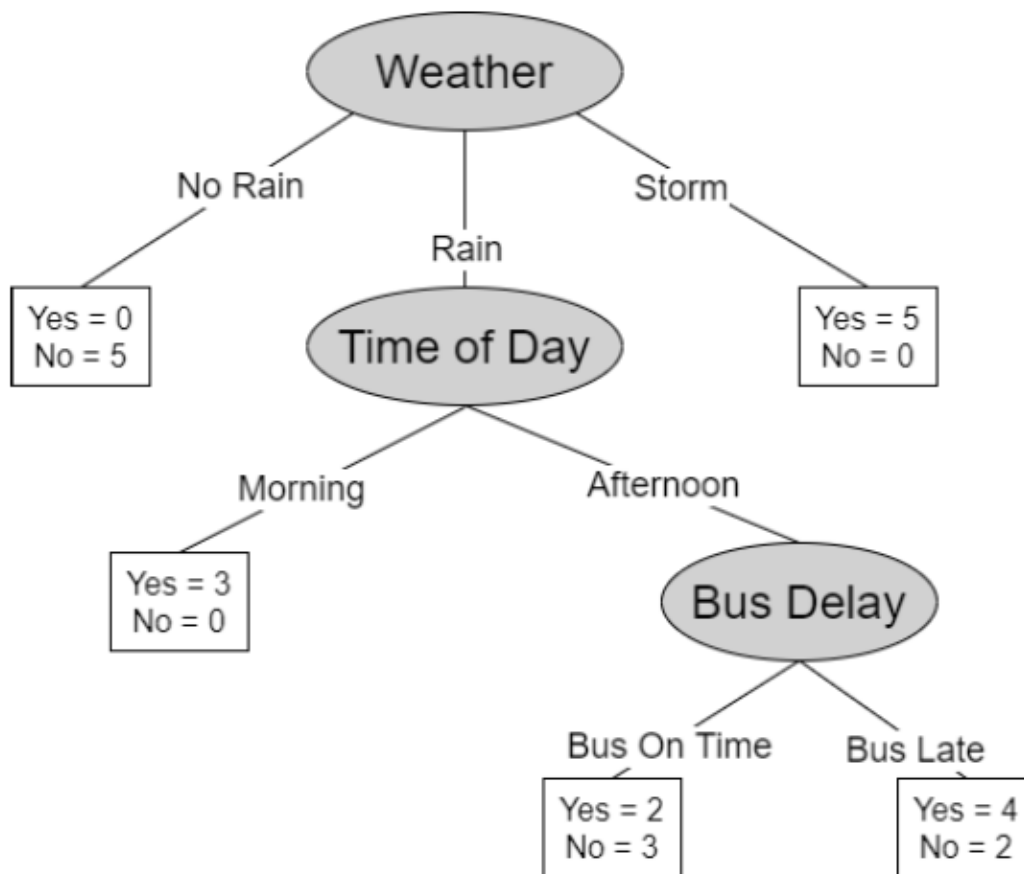 Weather
No Rain
Storm
Rain
Yes = 0
No = 5
Time of Day
Yes = 5
No = 0
Morning
Afternoon
Yes = 3
No = 0
Bus Delay
Bus On Time
Bus Late
Yes = 2
No = 3
Yes = 4
No = 2